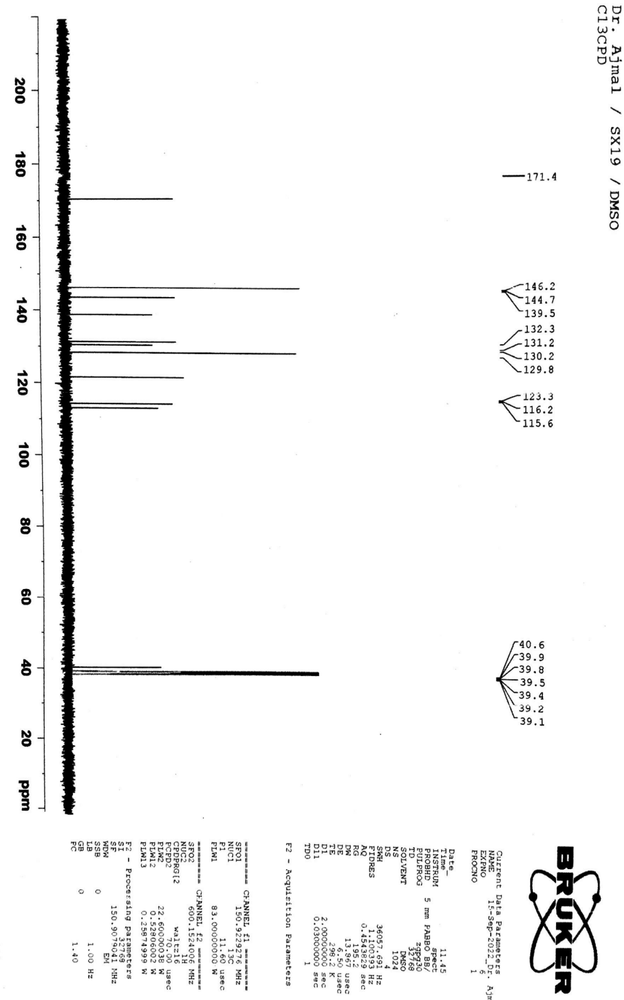 Dr. Ajmal / SX19 / DMSO
C13CPD
171.4
146.2
144.7
139.5
132.3
131.2
130.2
129.8
123.3
116.2
115.6
40.6
39.9
39.8
39.5
39.4
39.2
39.1
200 180 160 140 120 100 80 60 40 20 ppm
BRUKER
Current Data Parameters
NAME 15-Sep-2022_Dr. Ajm
EXPNO 6
PROCNO 1
F2 - Acquisition Parameters
Date_
Time 11.45
INSTRUM spect
PROBHD 5 mm PABBO BB/
PULPROG zgpg30
TD 32768
SOLVENT DMSO
NS 1024
DS 4
SWH 36057.691 Hz
FIDRES 1.100393 Hz
AQ 0.4543829 sec
RG 195.2
DW 13.867 usec
DE 6.50 usec
TE 298.2 K
D1 2.00000000 sec
D11 0.03000000 sec
TD0 1
======== CHANNEL f1 ========
SFO1 150.9229276 MHz
NUC1 13C
P1 11.60 usec
PLW1 83.00000000 W
======== CHANNEL f2 ========
SFO2 600.1524006 MHz
NUC2 1H
CPDPRG[2 waltz16
PCPD2 70.00 usec
PLW2 22.60000038 W
PLW12 0.52806002 W
PLW13 0.25874999 W
F2 - Processing parameters
SI 32768
SF 150.9079041 MHz
WDW EM
SSB 0
LB 1.00 Hz
GB 0
PC 1.40